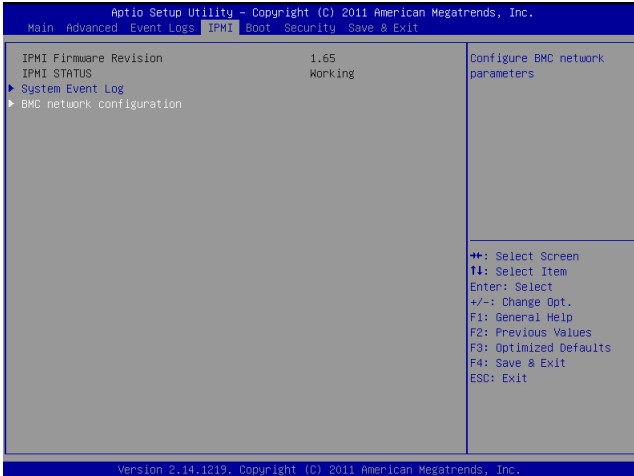 Aptio Setup Utility – Copyright (C) 2011 American Megatrends, Inc.
Main Advanced Event Logs IPMI Boot Security Save & Exit
IPMI Firmware Revision 1.65
IPMI STATUS Working
System Event Log
BMC network configuration
Configure BMC network
parameters
→←: Select Screen
↑↓: Select Item
Enter: Select
+/-: Change Opt.
F1: General Help
F2: Previous Values
F3: Optimized Defaults
F4: Save & Exit
ESC: Exit
Version 2.14.1219. Copyright (C) 2011 American Megatrends, Inc.